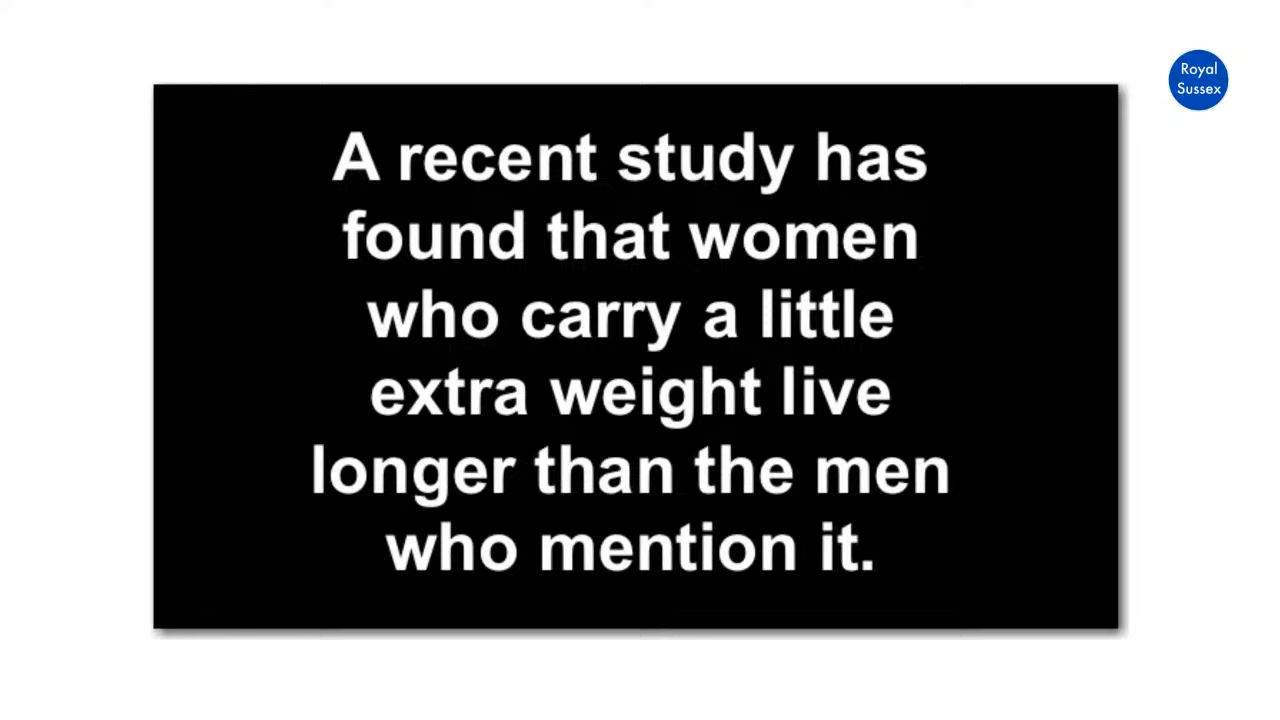 Royal
Sussex
A recent study has
found that women
who carry a little
extra weight live
longer than the men
who mention it.